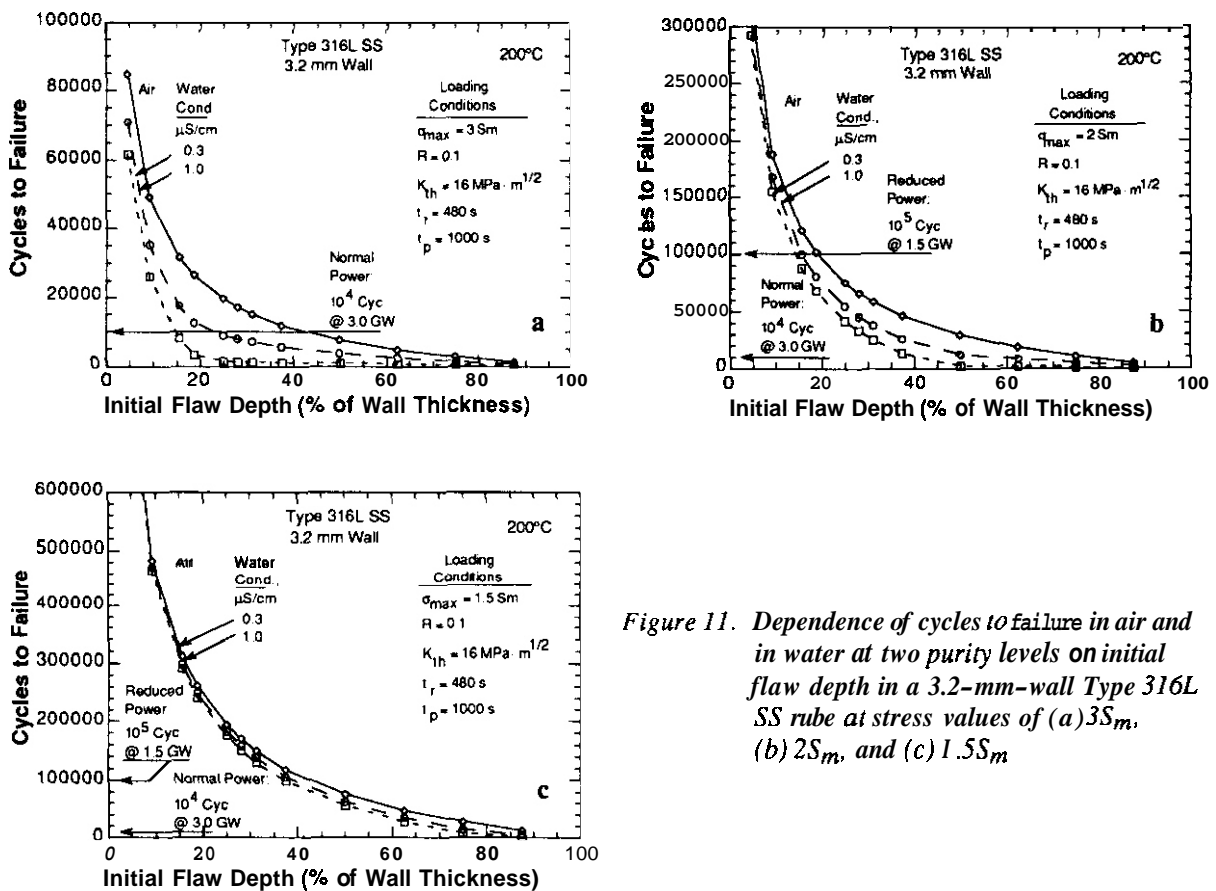 100000
80000
60000
40000
20000
0
Cycles to Failure
Type 316L SS
3.2 mm Wall
200°C
Air
Water
Cond
μS/cm
0.3
1.0
Loading
Conditions
σmax = 3 Sm
R = 0.1
Kth = 16 MPa · m1/2
tr = 480 s
tp = 1000 s
Normal
Power:
10^4 Cyc
@ 3.0 GW
a
0 20 40 60 80 100
Initial Flaw Depth (% of Wall Thickness)
300000
250000
200000
150000
100000
50000
0
Cycles to Failure
Type 316L SS
3.2 mm Wall
200°C
Air
Water
Cond.,
μS/cm
0.3
1.0
Loading
Conditions
σmax = 2 Sm
R = 0.1
Kth = 16 MPa · m1/2
tr = 480 s
tp = 1000 s
Reduced
Power:
10^5 Cyc
@ 1.5 GW
Normal
Power:
10^4 Cyc
@ 3.0 GW
b
0 20 40 60 80 100
Initial Flaw Depth (% of Wall Thickness)
600000
500000
400000
300000
200000
100000
0
Cycles to Failure
Type 316L SS
3.2 mm Wall
200°C
Air
Water
Cond.,
μS/cm
0.3
1.0
Loading
Conditions
σmax = 1.5 Sm
R = 0.1
Kth = 16 MPa · m1/2
tr = 480 s
tp = 1000 s
Reduced
Power
10^5 Cyc
@ 1.5 GW
Normal Power:
10^4 Cyc
@ 3.0 GW
c
0 20 40 60 80 100
Initial Flaw Depth (% of Wall Thickness)
Figure 11. Dependence of cycles to failure in air and
in water at two purity levels on initial
flaw depth in a 3.2-mm-wall Type 316L
SS rube at stress values of (a) 3Sm,
(b) 2Sm, and (c) 1.5Sm